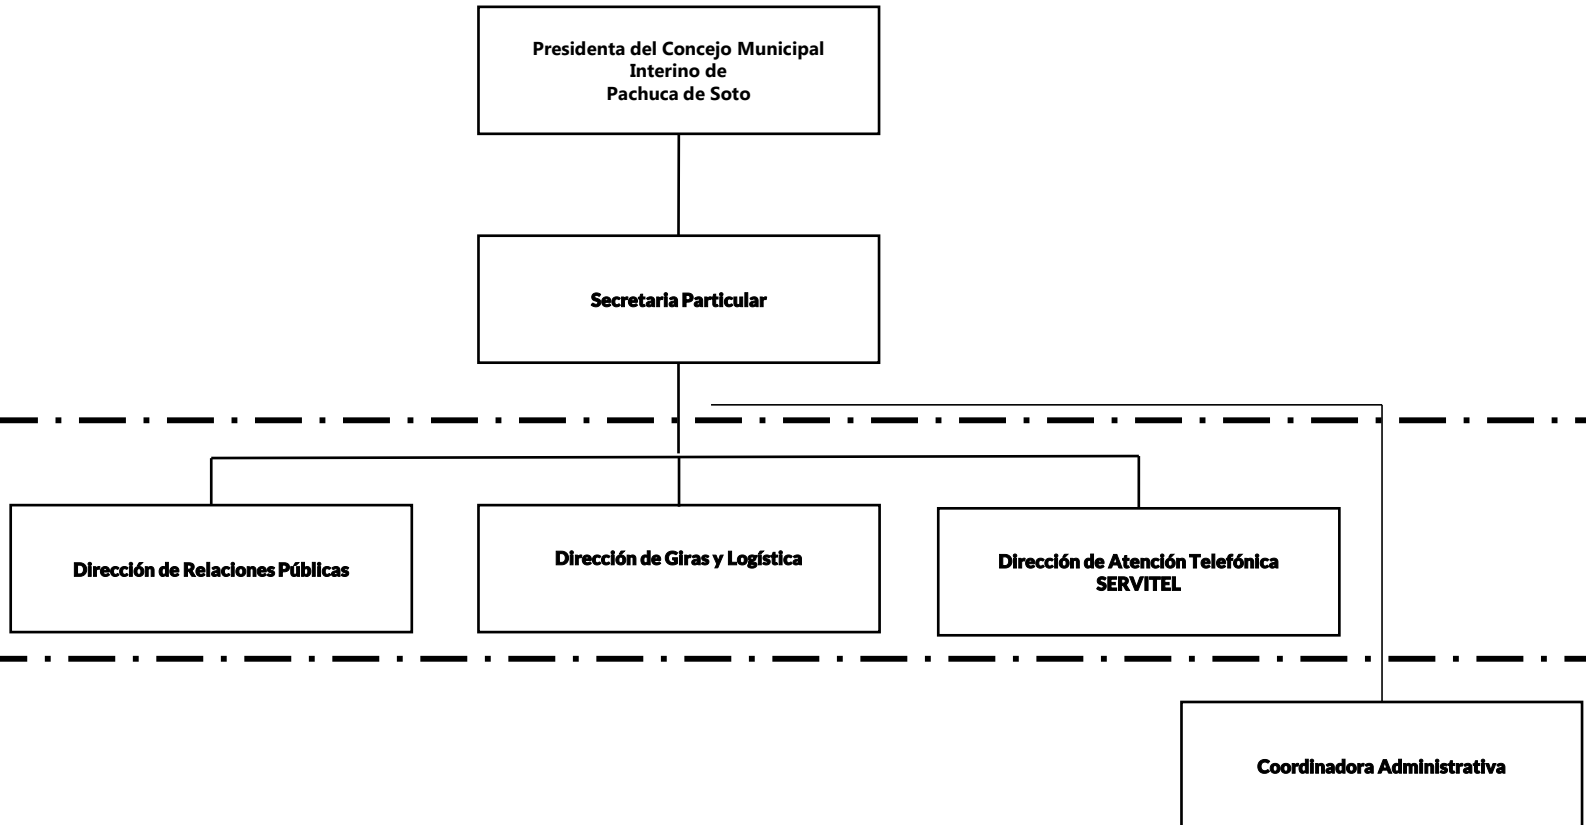 Presidenta del Concejo Municipal
Interino de
Pachuca de Soto
Secretaria Particular
Dirección de Relaciones Públicas
Dirección de Giras y Logística
Dirección de Atención Telefónica
SERVITEL
Coordinadora Administrativa